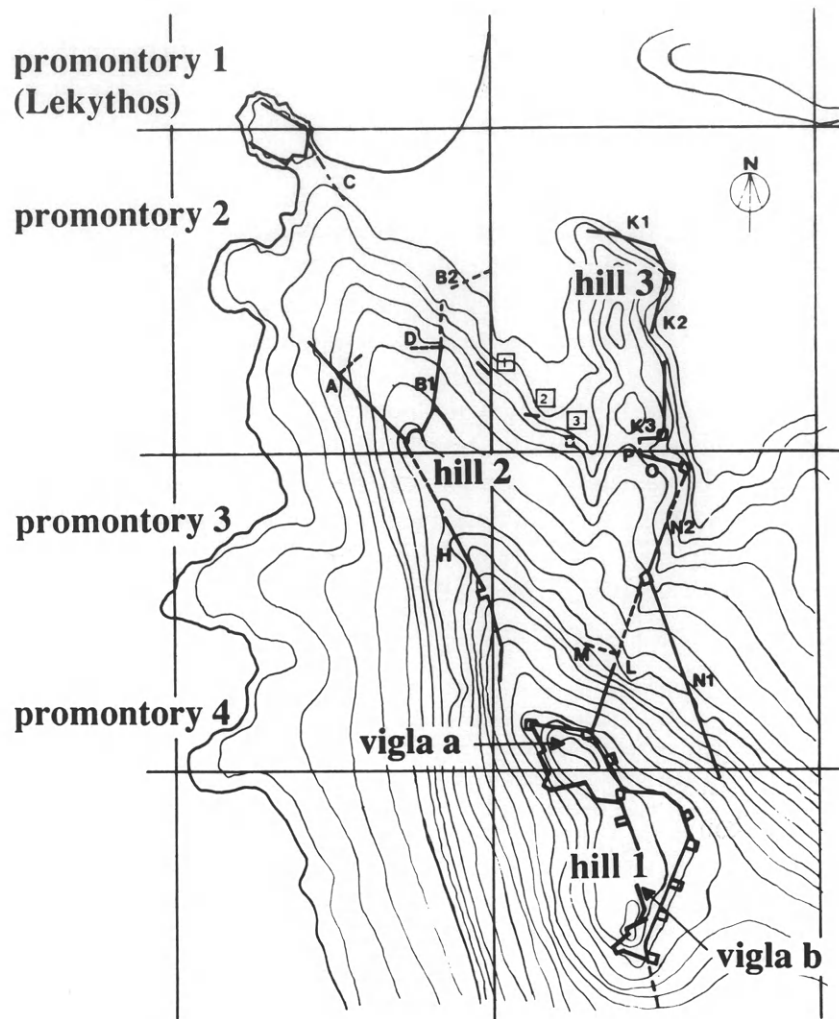 promontory 1
(Lekythos)
N
C
promontory 2
K1
B2
hill 3
K2
D
1
A
B1
2
3
K3
P
O
hill 2
promontory 3
N2
H
M
L
N1
promontory 4
vigla a
hill 1
vigla b